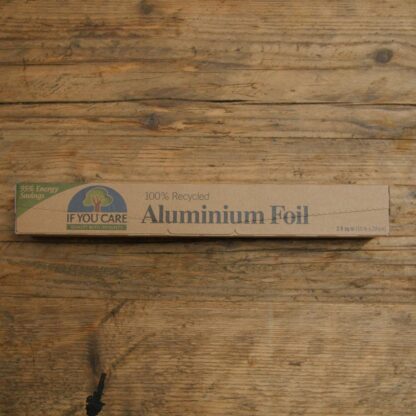 95% Energy
Savings
IF YOU CARE
100% Recycled
Aluminium Foil